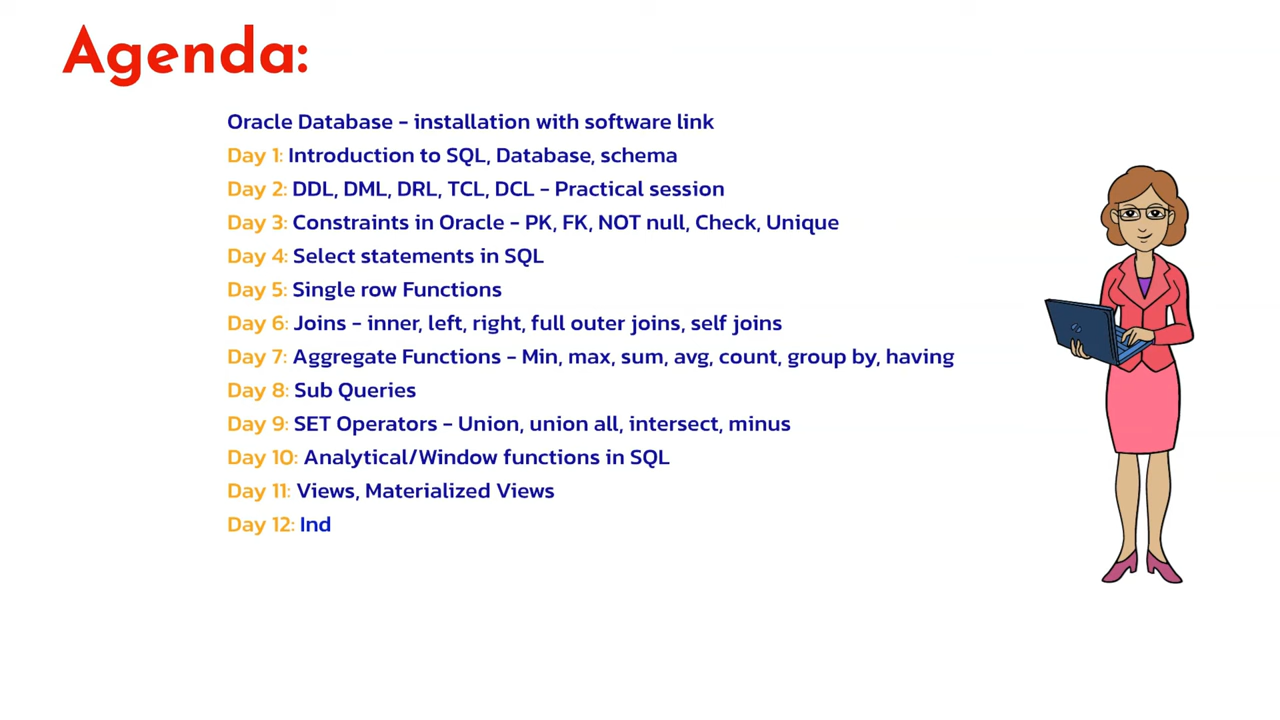 Agenda:
Oracle Database - installation with software link
Day 1: Introduction to SQL, Database, schema
Day 2: DDL, DML, DRL, TCL, DCL - Practical session
Day 3: Constraints in Oracle - PK, FK, NOT null, Check, Unique
Day 4: Select statements in SQL
Day 5: Single row Functions
Day 6: Joins - inner, left, right, full outer joins, self joins
Day 7: Aggregate Functions - Min, max, sum, avg, count, group by, having
Day 8: Sub Queries
Day 9: SET Operators - Union, union all, intersect, minus
Day 10: Analytical/Window functions in SQL
Day 11: Views, Materialized Views
Day 12: Ind